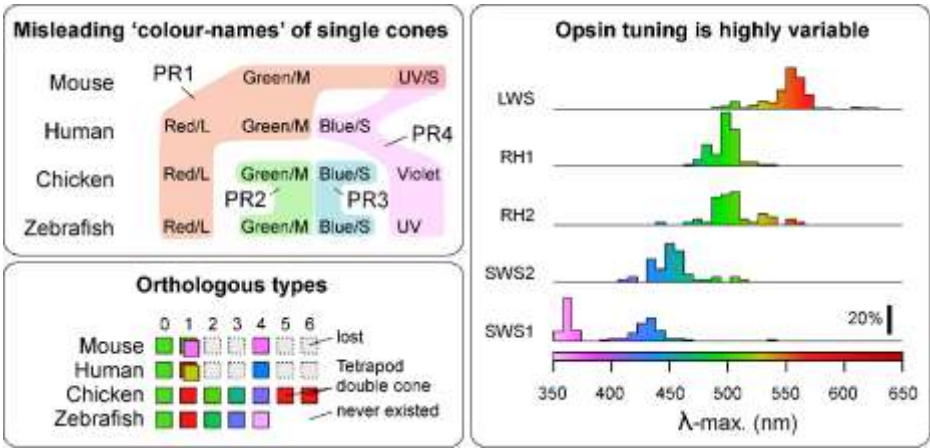 Misleading ‘colour-names’ of single cones
Mouse
PR1
Green/M
UV/S
Human
Red/L
Green/M
Blue/S
PR4
Chicken
Red/L
Green/M
Blue/S
Violet
PR2
PR3
Zebrafish
Red/L
Green/M
Blue/S
UV
Orthologous types
0 1 2 3 4 5 6
Mouse
lost
Human
Tetrapod
double cone
Chicken
Zebrafish
never existed
Opsin tuning is highly variable
LWS
RH1
RH2
SWS2
SWS1
20%
350 400 450 500 550 600 650
λ-max. (nm)